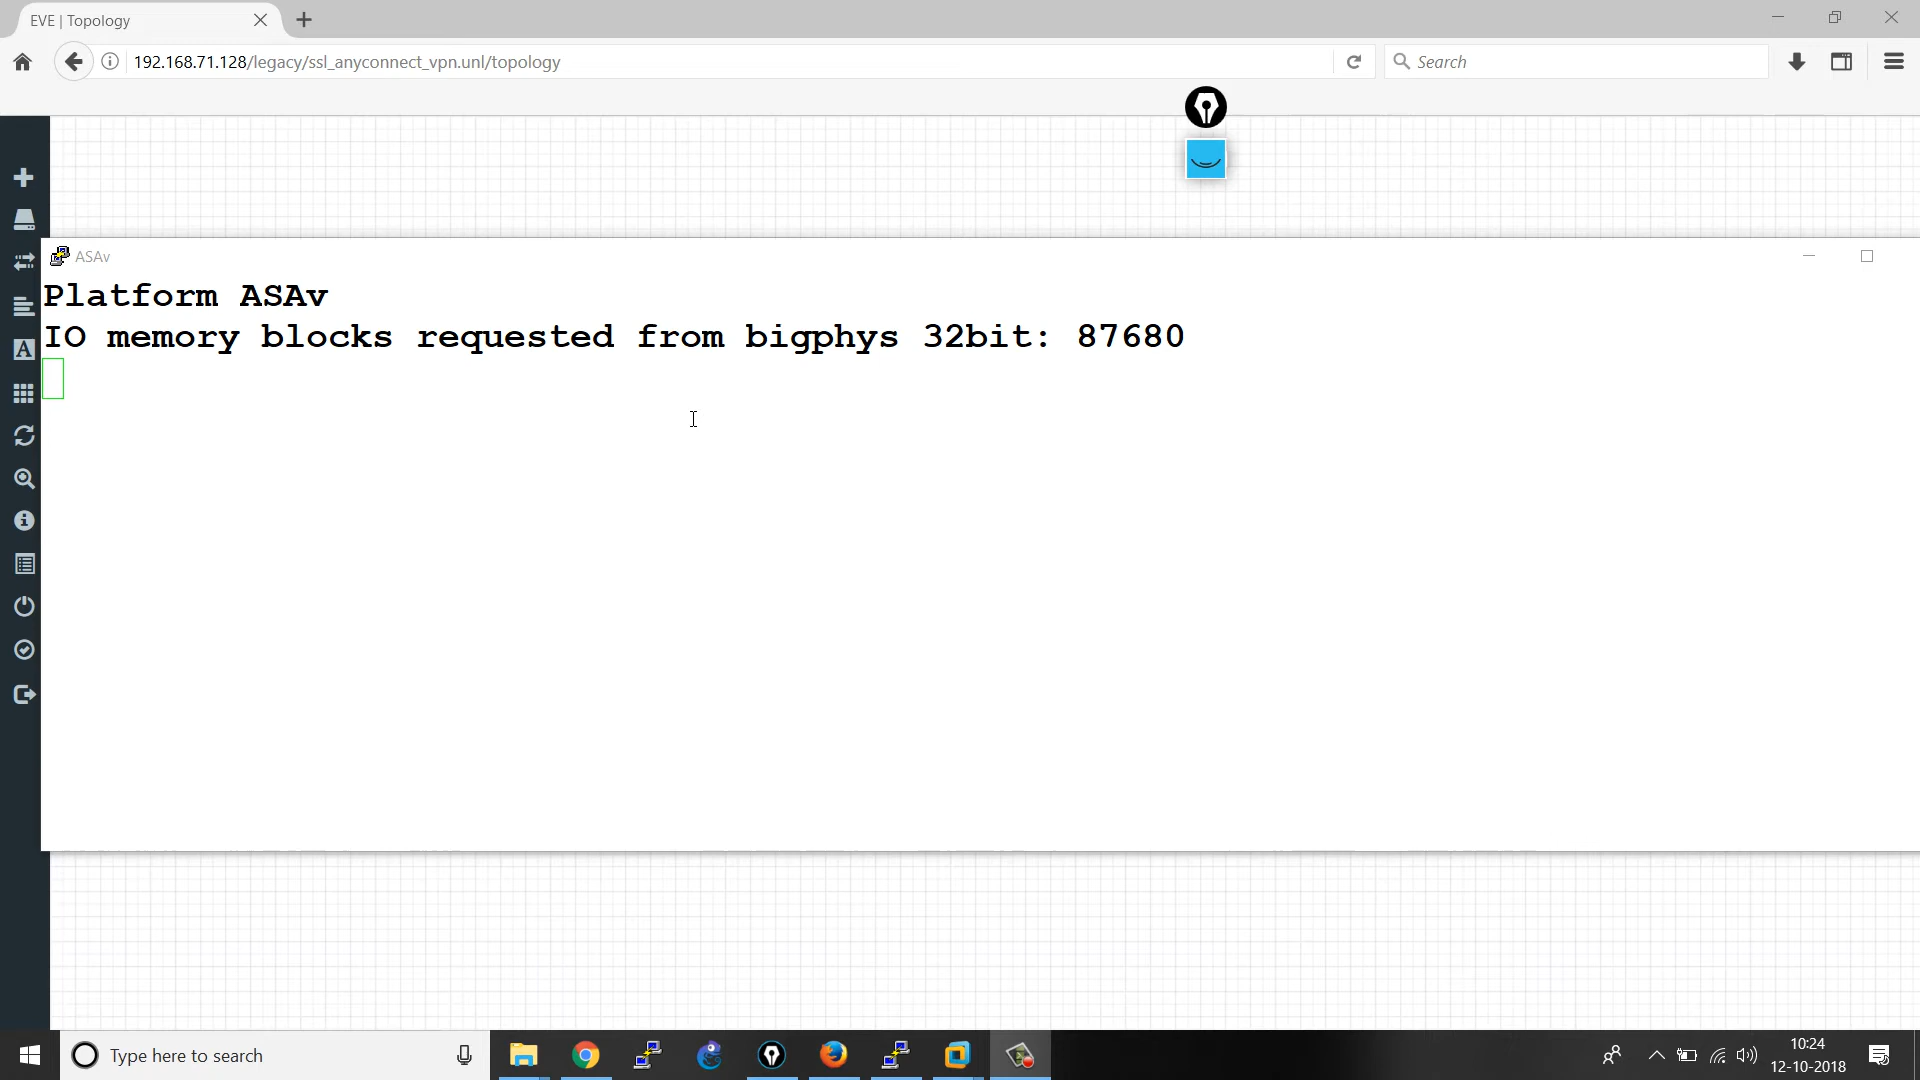 EVE | Topology
192.168.71.128/legacy/ssl_anyconnect_vpn.unl/topology
Search
ASAv
Platform ASAv
IO memory blocks requested from bigphys 32bit: 87680
Type here to search
10:24
12-10-2018